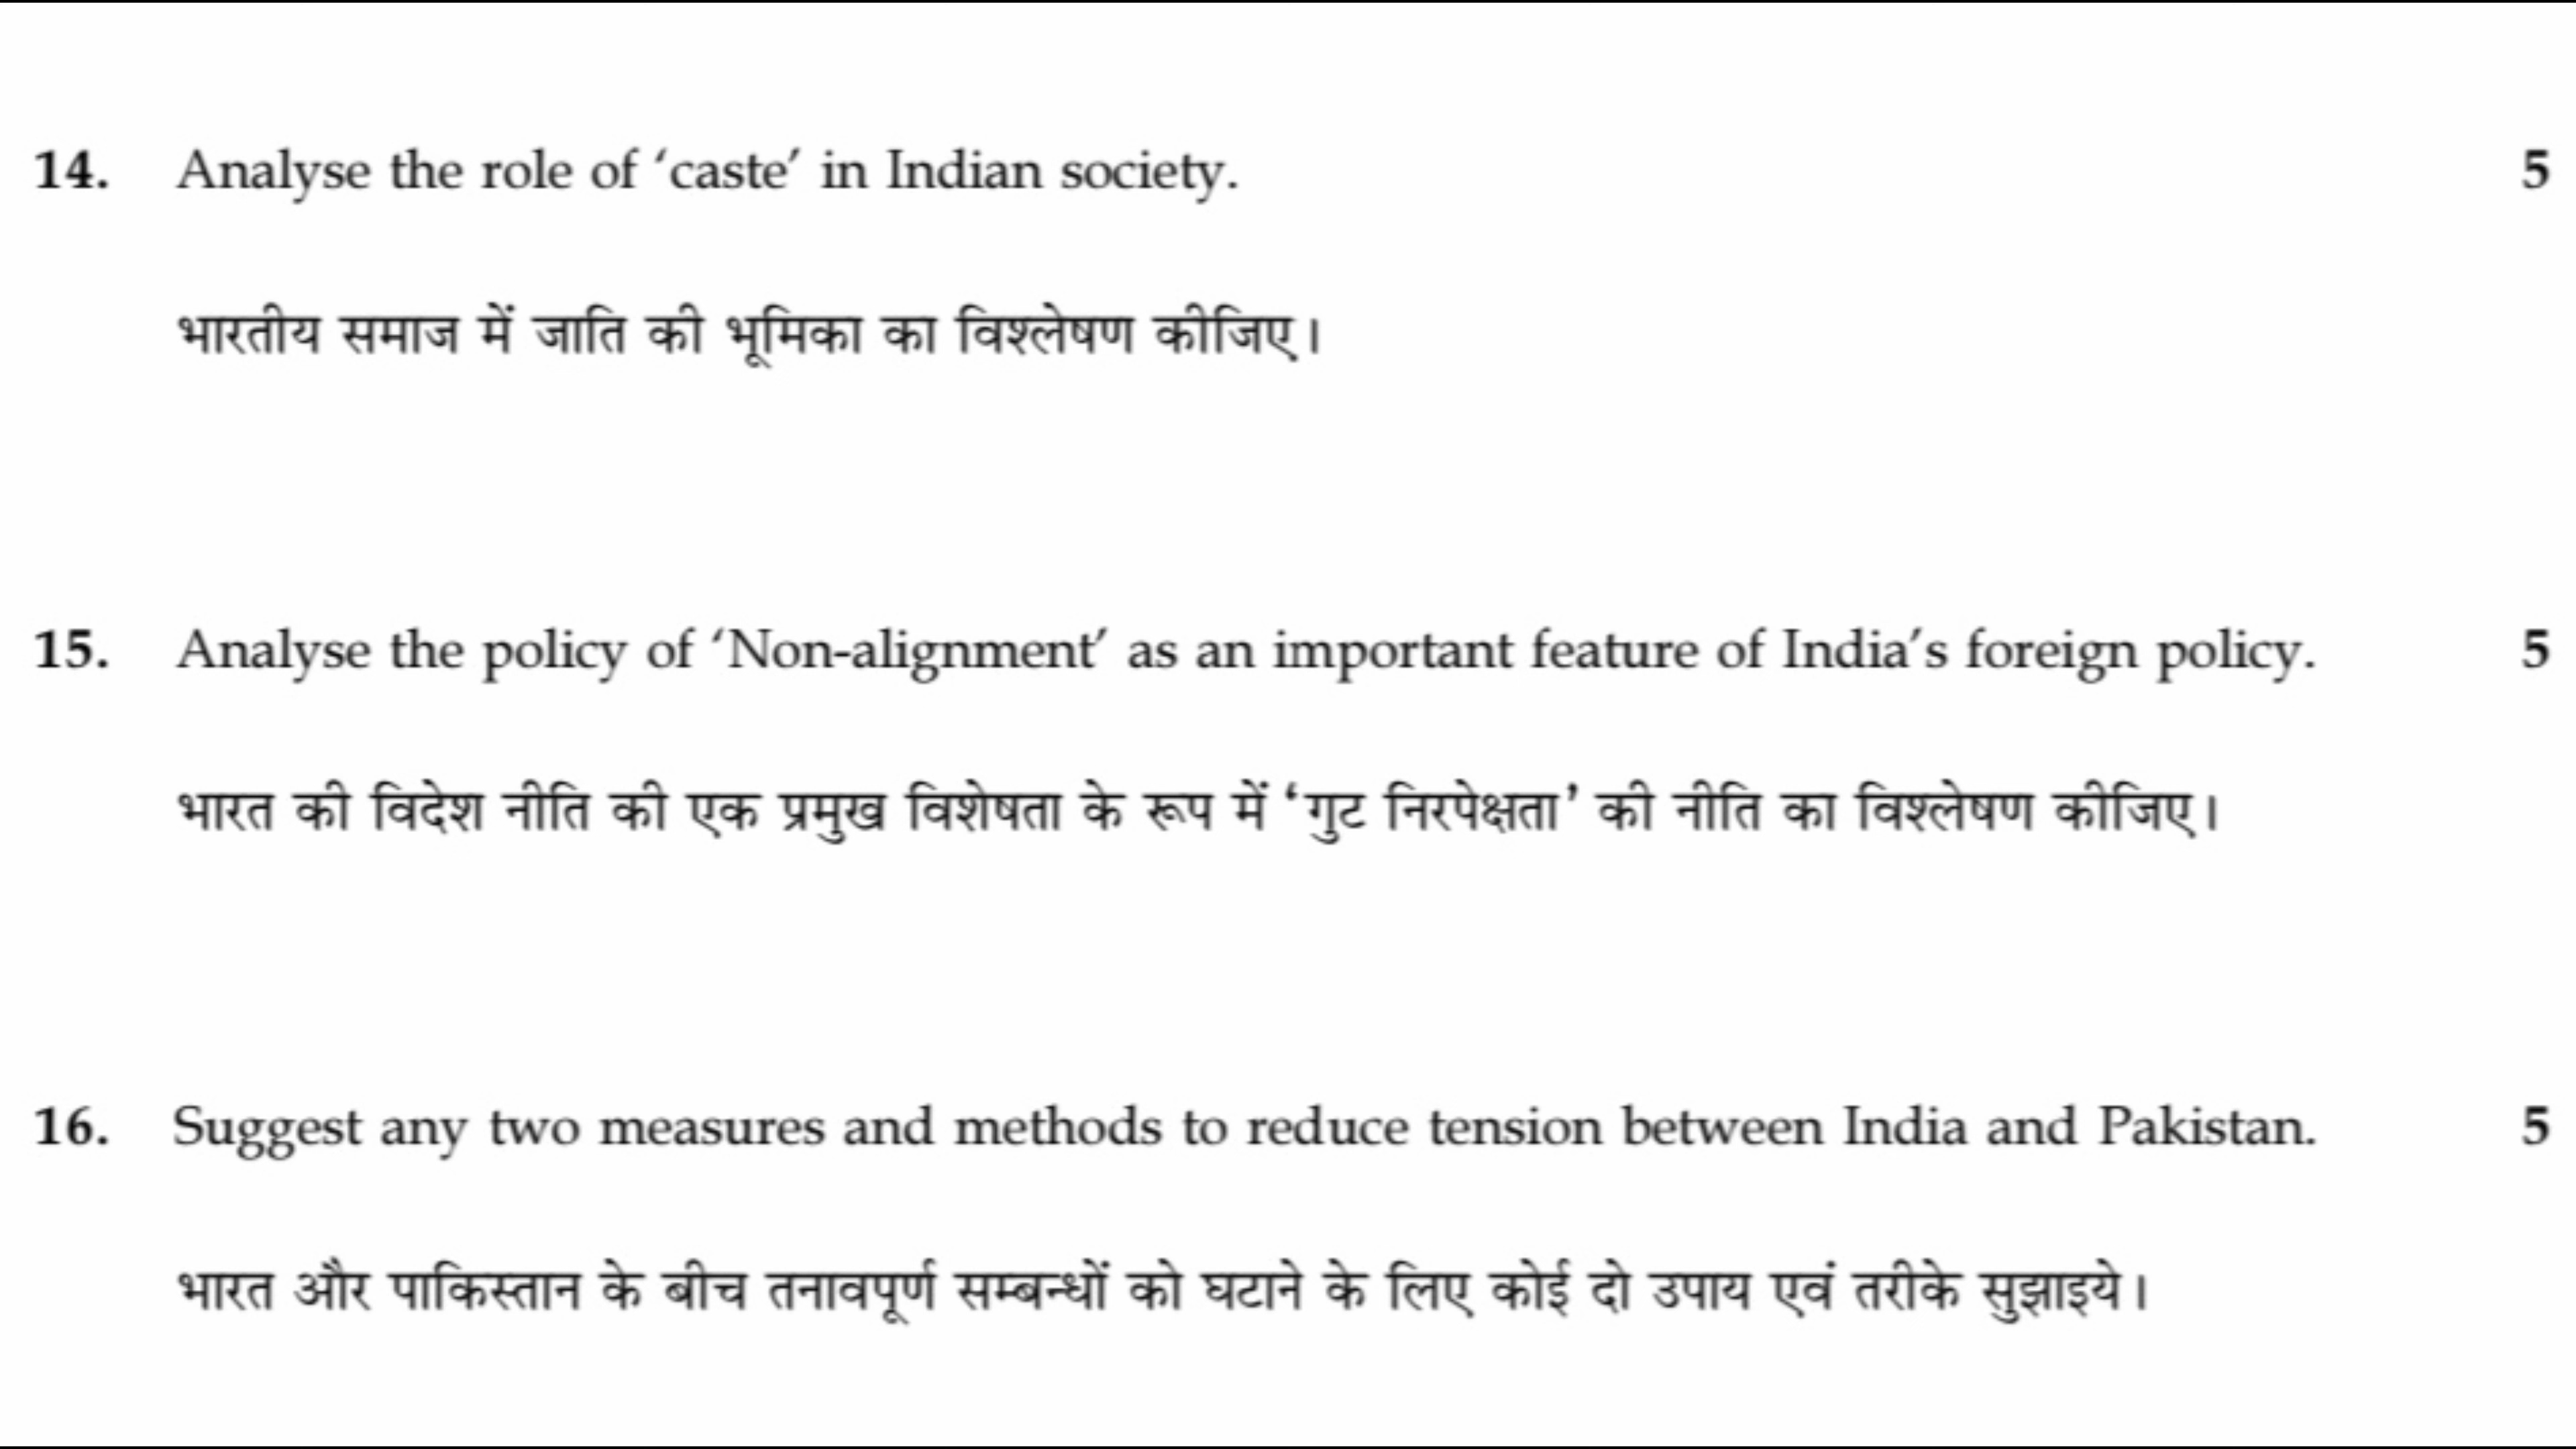 14. Analyse the role of ‘caste’ in Indian society. 5
भारतीय समाज में जाति की भूमिका का विश्लेषण कीजिए।
15. Analyse the policy of ‘Non-alignment’ as an important feature of India’s foreign policy. 5
भारत की विदेश नीति की एक प्रमुख विशेषता के रूप में ‘गुट निरपेक्षता’ की नीति का विश्लेषण कीजिए।
16. Suggest any two measures and methods to reduce tension between India and Pakistan. 5
भारत और पाकिस्तान के बीच तनावपूर्ण सम्बन्धों को घटाने के लिए कोई दो उपाय एवं तरीके सुझाइये।